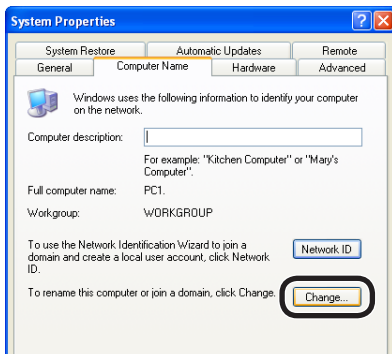 System Properties
System Restore Automatic Updates Remote
General Computer Name Hardware Advanced
Windows uses the following information to identify your computer
on the network.
Computer description:
For example: "Kitchen Computer" or "Mary's
Computer".
Full computer name: PC1.
Workgroup: WORKGROUP
To use the Network Identification Wizard to join a
domain and create a local user account, click Network
ID.
Network ID
To rename this computer or join a domain, click Change.
Change...